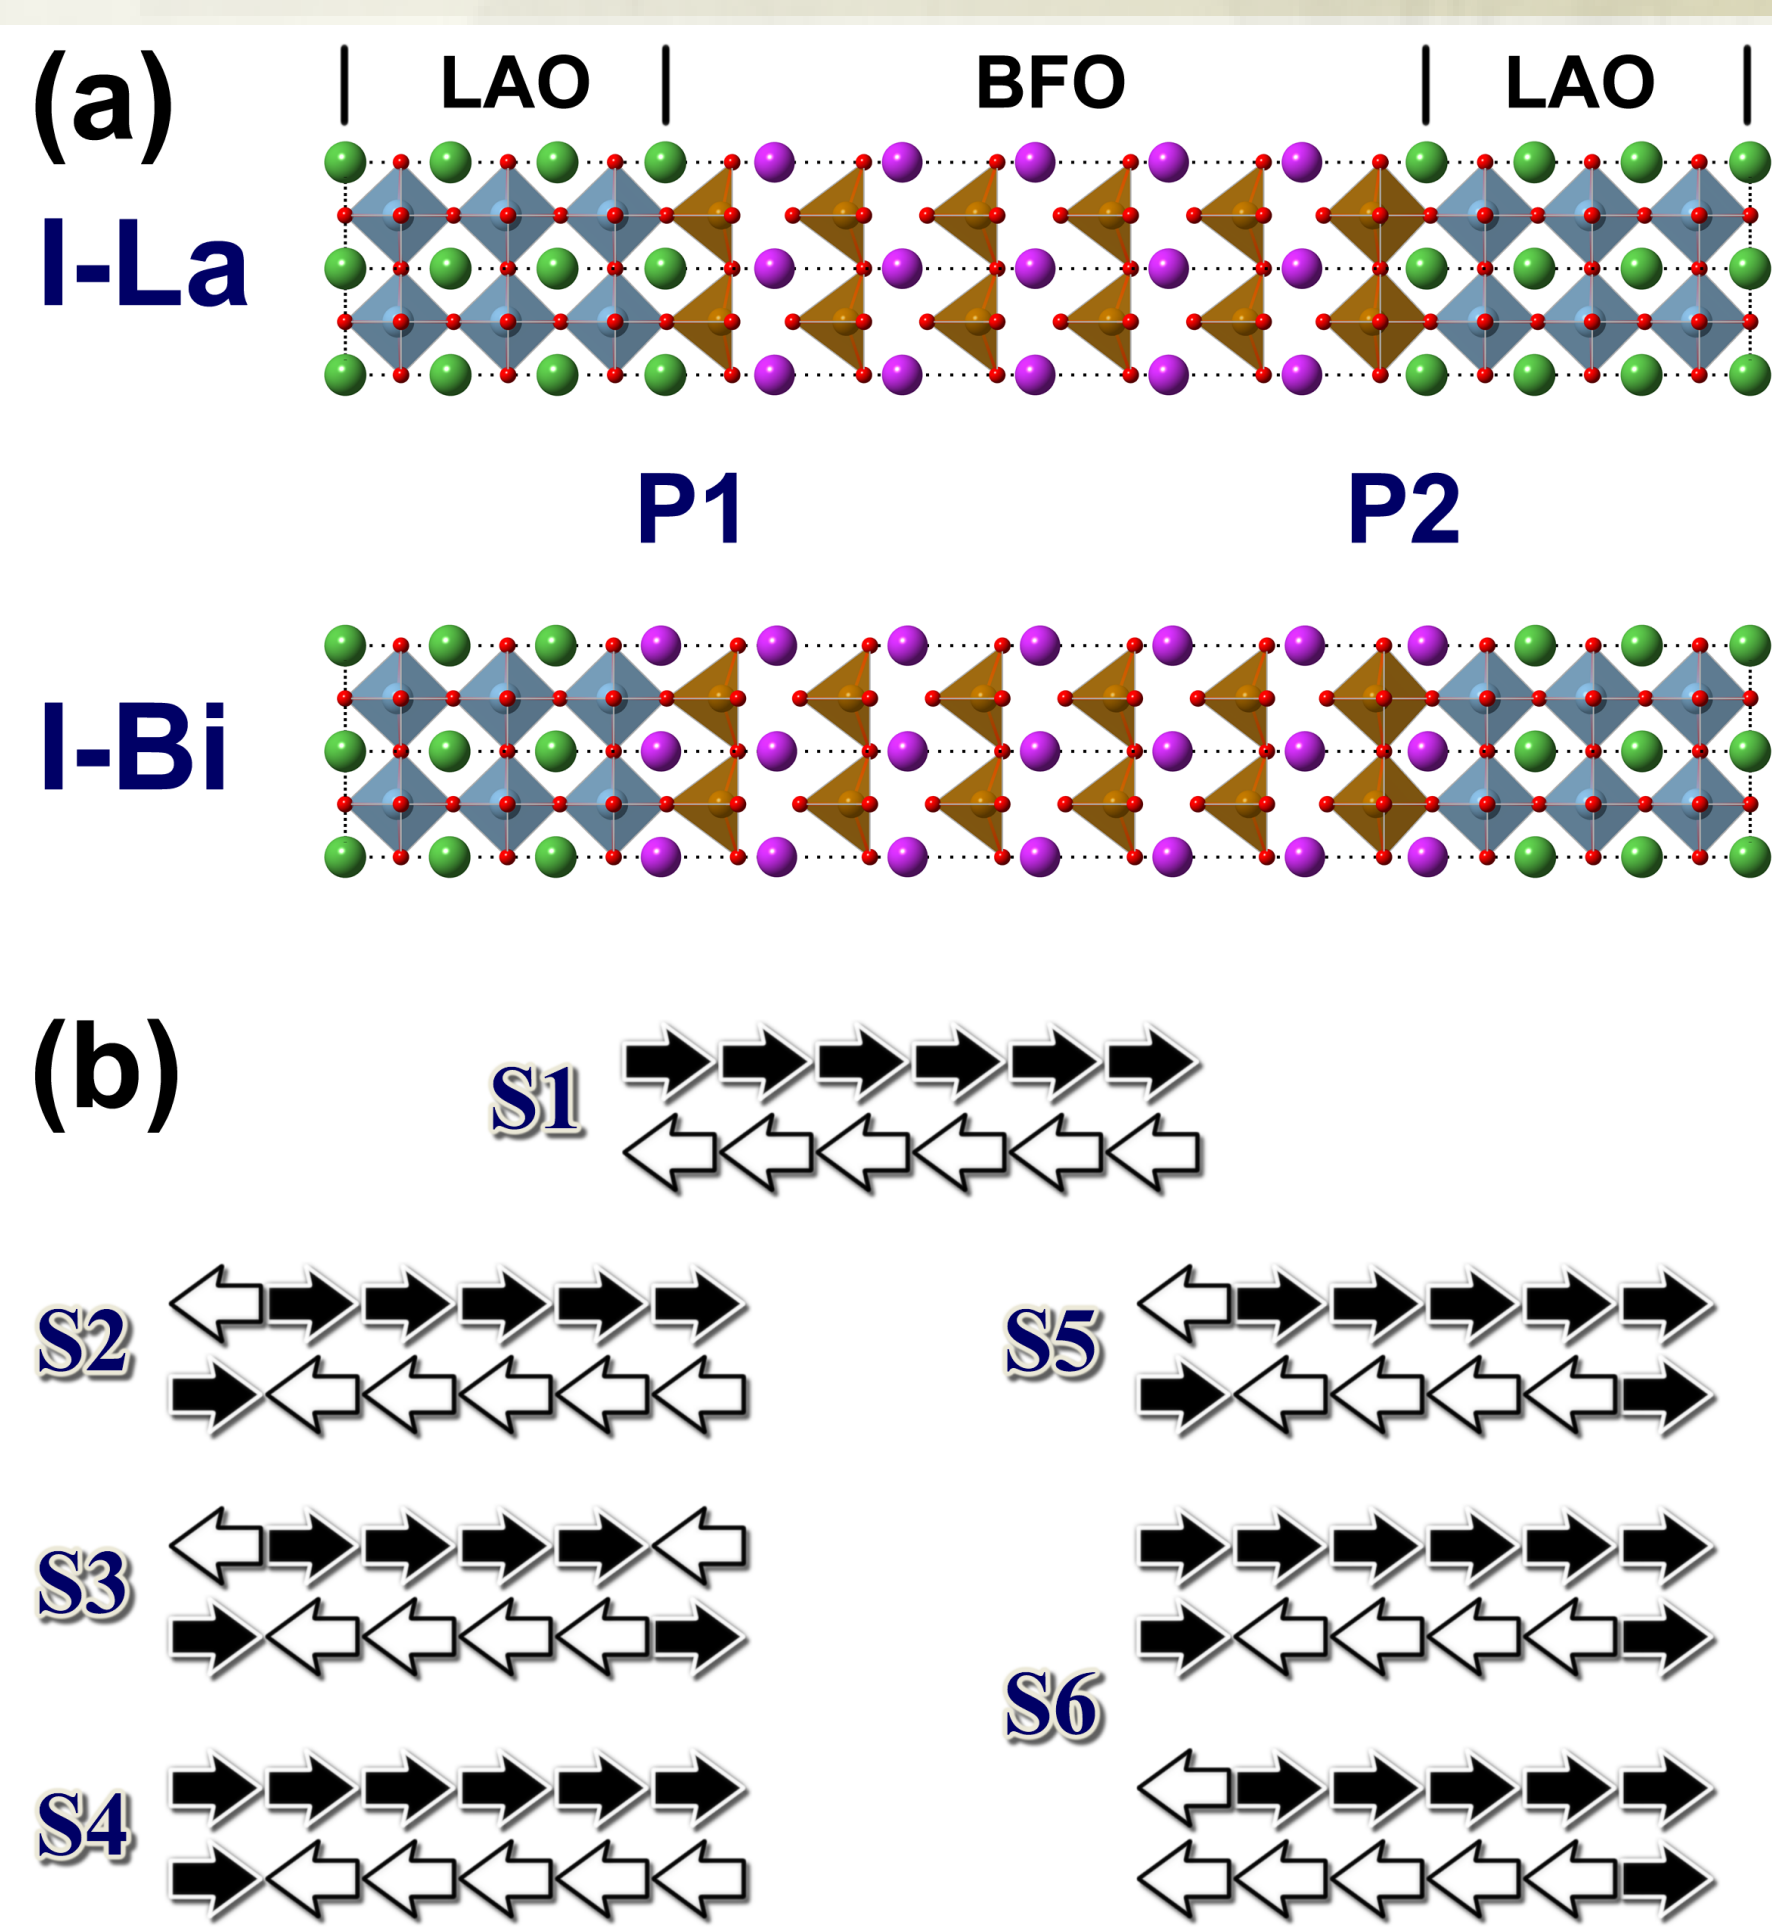 (a)
LAO BFO LAO
I-La
P1 P2
I-Bi
(b)
S1
S2 S5
S3
S6
S4